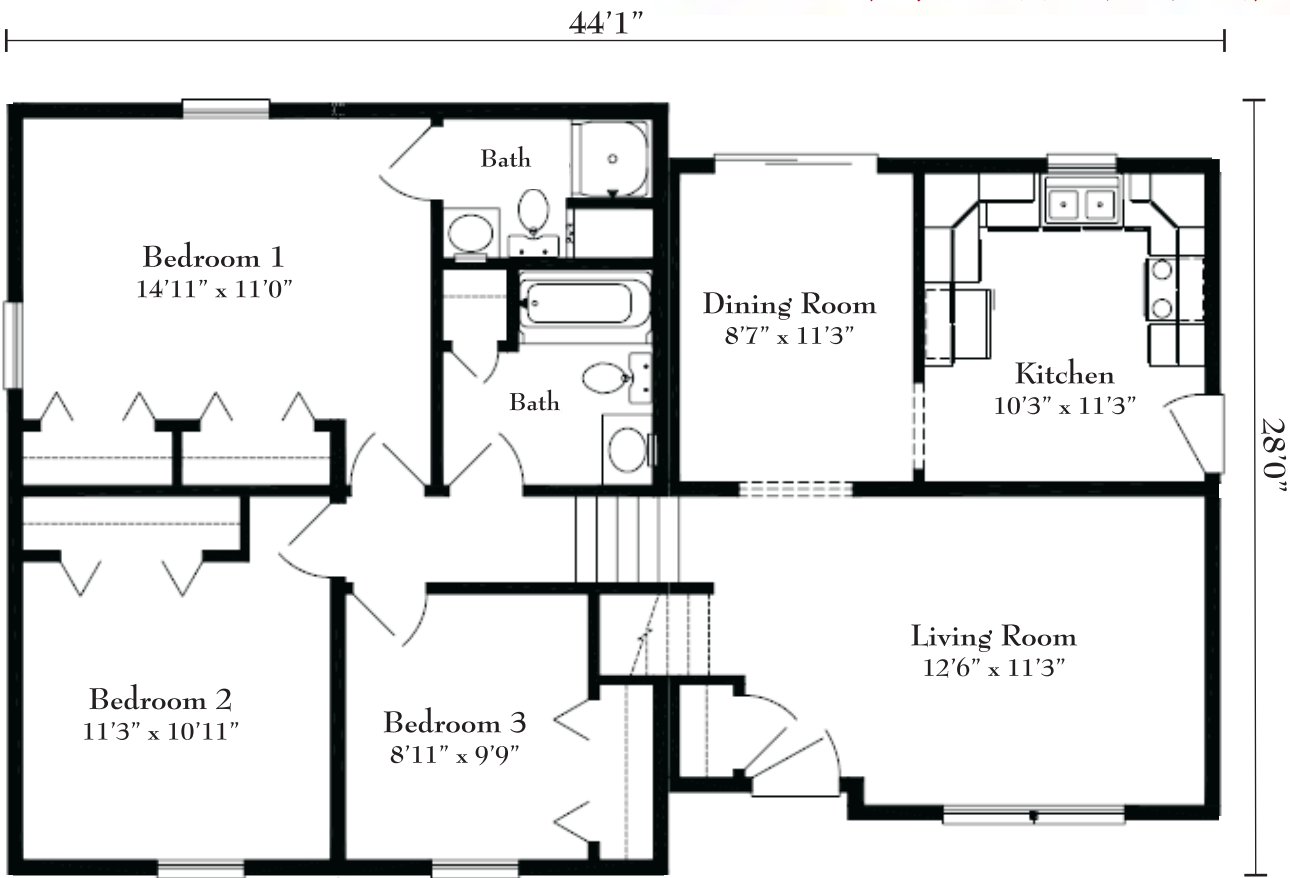 44'1"
Bath
Bedroom 1
14'11" x 11'0"
Dining Room
8'7" x 11'3"
Kitchen
10'3" x 11'3"
Bath
28'0"
Living Room
12'6" x 11'3"
Bedroom 2
11'3" x 10'11"
Bedroom 3
8'11" x 9'9"